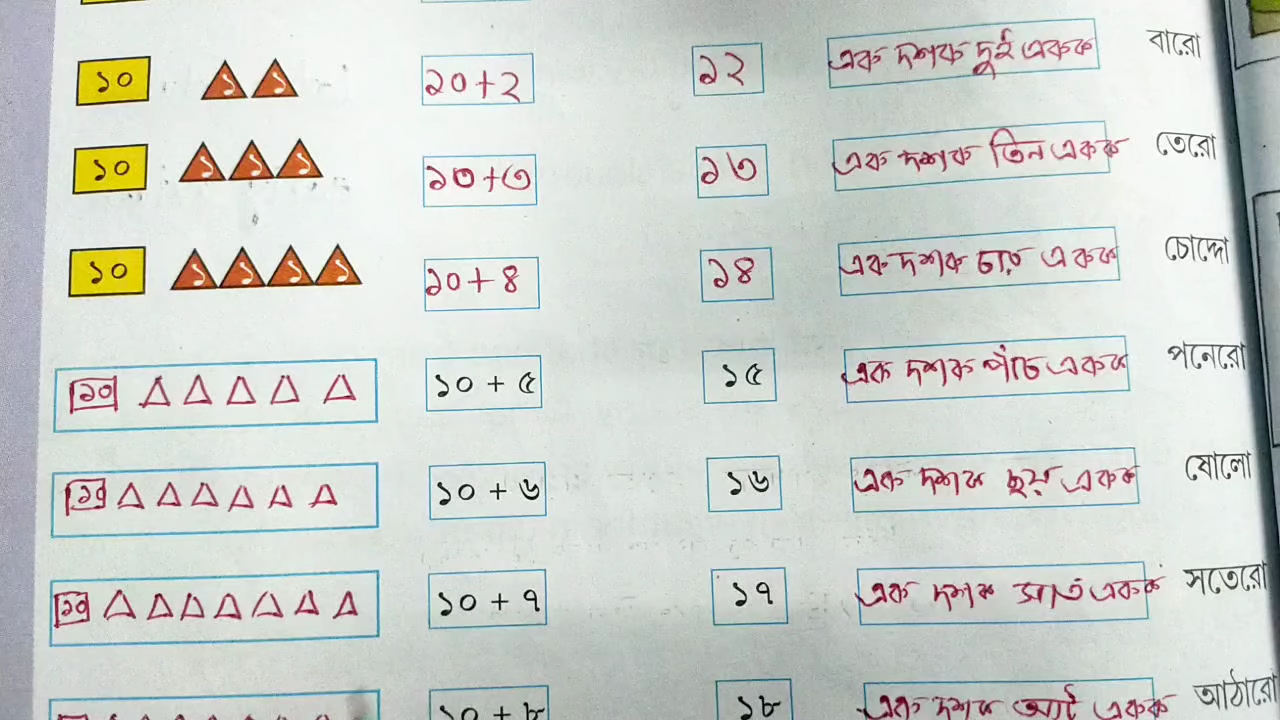 ১০ ১ ১ ১০+২ ১২ এক দশক দুই একক বারো
১০ ১ ১ ১ ১০+৩ ১৩ এক দশক তিন একক তেরো
১০ ১ ১ ১ ১ ১০+৪ ১৪ এক দশক চার একক চোদ্দো
১০ ১০ + ৫ ১৫ এক দশক পাঁচ একক পনেরো
১০ ১০ + ৬ ১৬ এক দশক ছয় একক ষোলো
১০ ১০ + ৭ ১৭ এক দশক সাত একক সতেরো
১০ + ৮ ১৮ এক দশক আট একক আঠারো